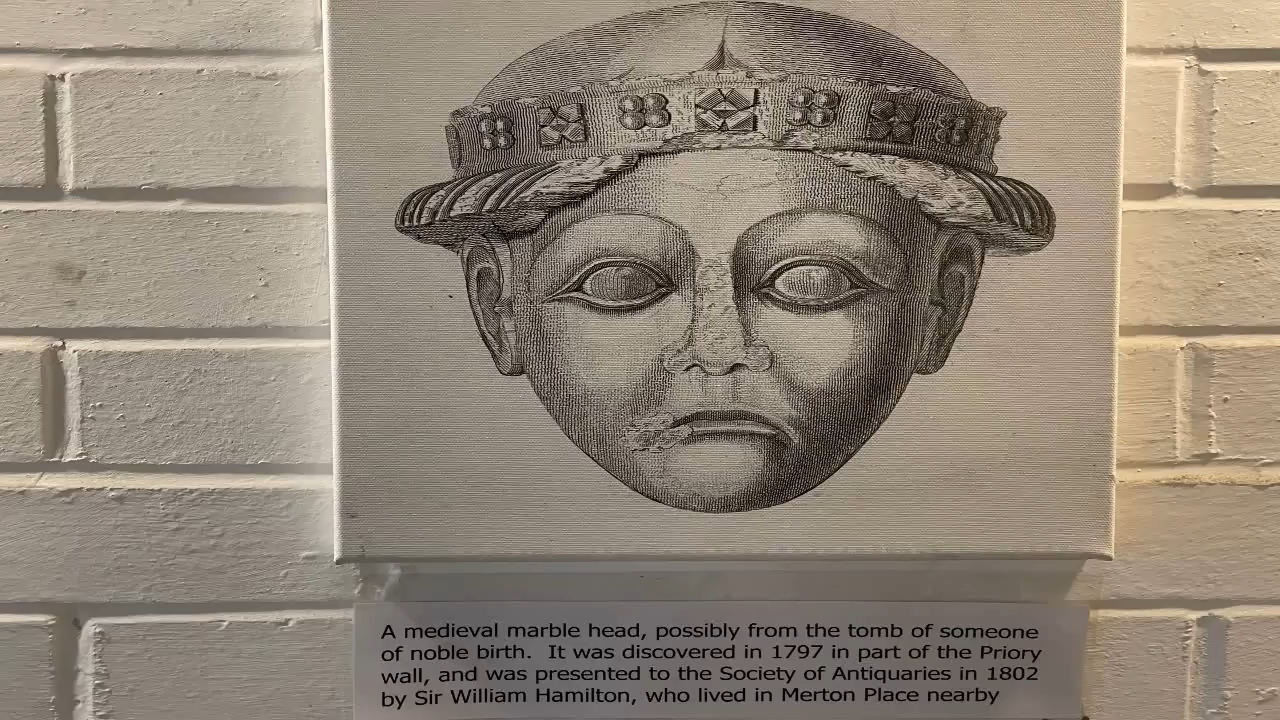 A medieval marble head, possibly from the tomb of someone
of noble birth.  It was discovered in 1797 in part of the Priory
wall, and was presented to the Society of Antiquaries in 1802
by Sir William Hamilton, who lived in Merton Place nearby